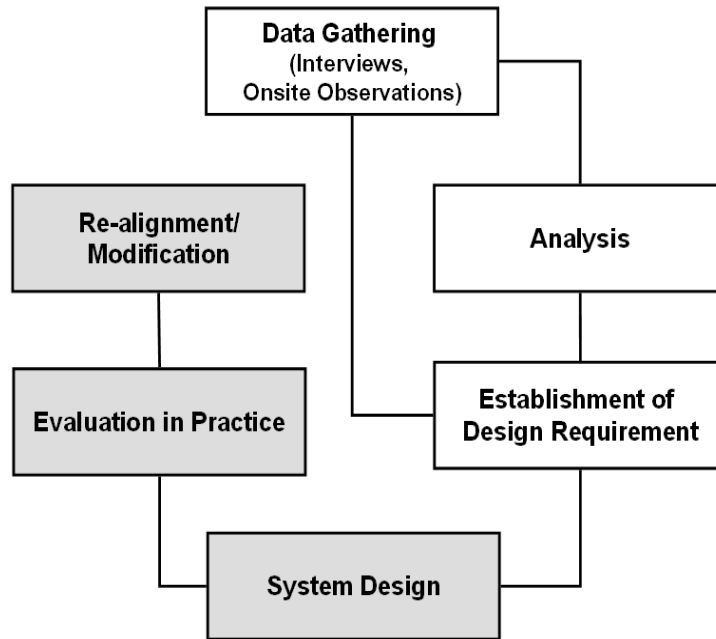 Data Gathering
(Interviews,
Onsite Observations)
Re-alignment/
Modification
Analysis
Evaluation in Practice
Establishment of
Design Requirement
System Design